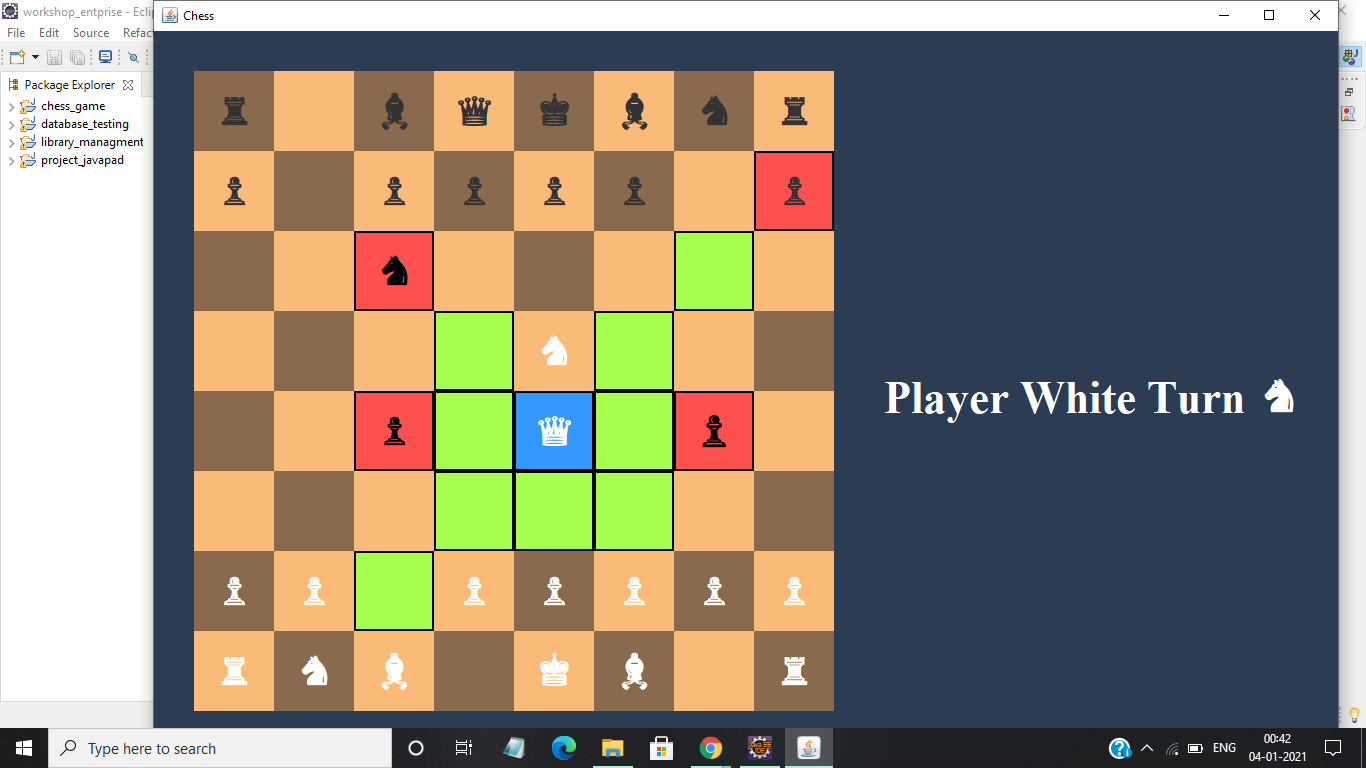 workshop_entprise - Eclip
Chess
File Edit Source Refact
Package Explorer
chess_game
database_testing
library_managment
project_javapad
Player White Turn
Type here to search
ENG
00:42
04-01-2021